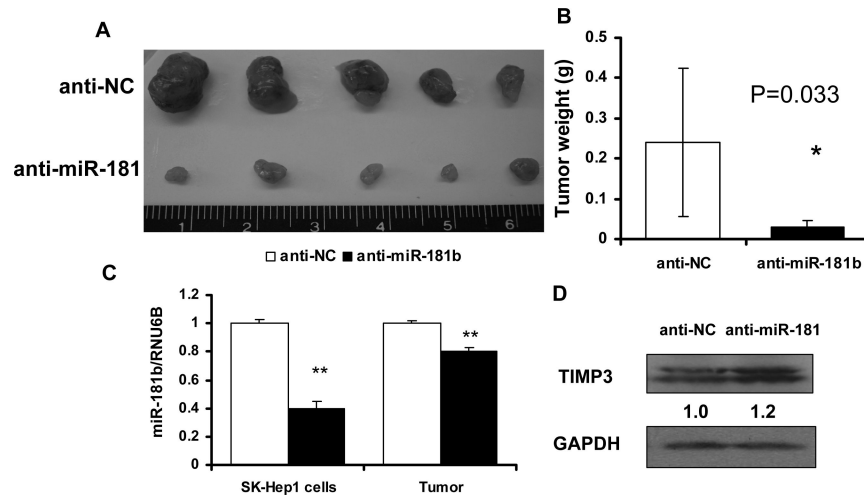 A
anti-NC
anti-miR-181
1 2 3 4 5 6
B
Tumor weight (g)
0.5
0.4
0.3
0.2
0.1
0
P=0.033
*
anti-NC anti-miR-181b
anti-NC anti-miR-181b
C
miR-181b/RNU6B
1.2
1
0.8
0.6
0.4
0.2
0
**
**
SK-Hep1 cells Tumor
D
anti-NC anti-miR-181
TIMP3
1.0 1.2
GAPDH